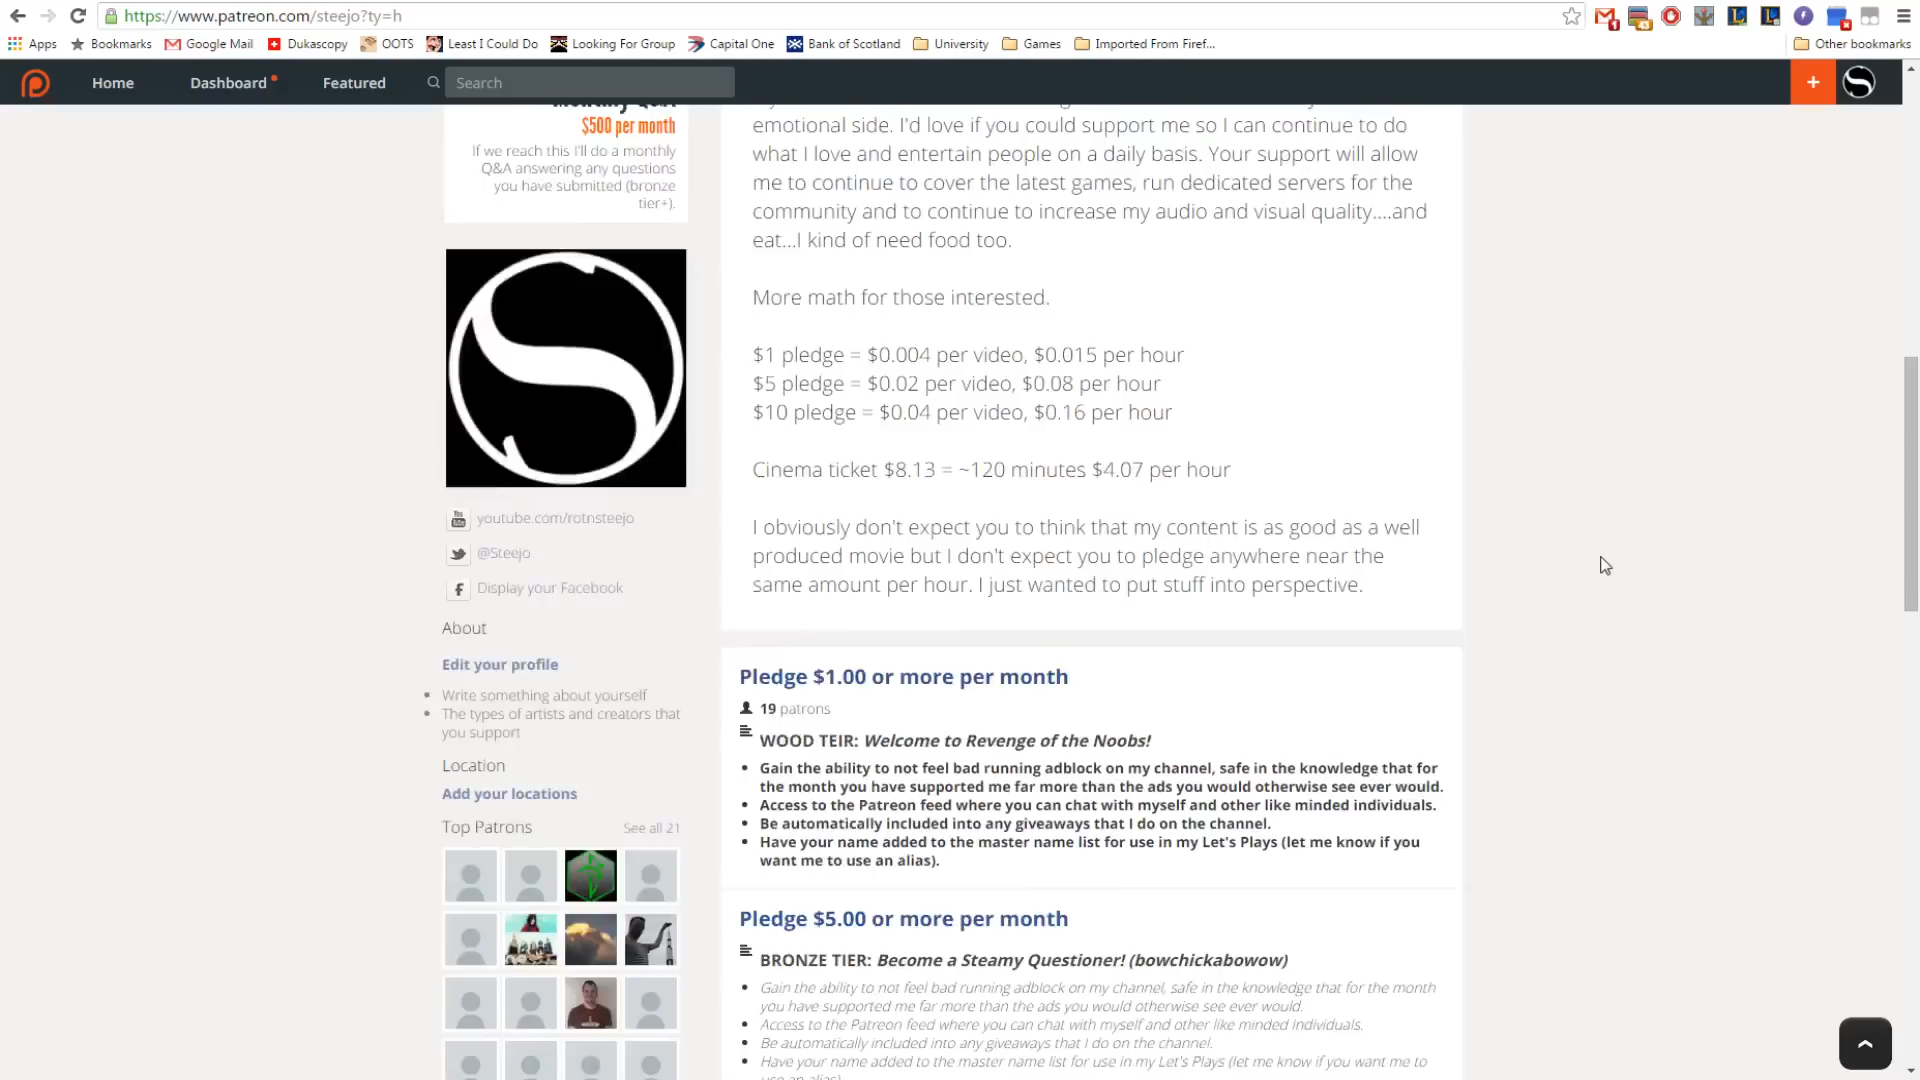 https://www.patreon.com/steejo?ty=h
Apps Bookmarks Google Mail Dukascopy OOTS Least I Could Do Looking For Group Capital One Bank of Scotland University Games Imported From Firef... Other bookmarks
Home Dashboard Featured Search +
$500 per month
If we reach this I'll do a monthly
Q&A answering any questions
you have submitted (bronze
tier+).
youtube.com/rotnsteejo
@Steejo
Display your Facebook
About
Edit your profile
Write something about yourself
The types of artists and creators that
you support
Location
Add your locations
Top Patrons See all 21
emotional side. I'd love if you could support me so I can continue to do
what I love and entertain people on a daily basis. Your support will allow
me to continue to cover the latest games, run dedicated servers for the
community and to continue to increase my audio and visual quality....and
eat...I kind of need food too.
More math for those interested.
$1 pledge = $0.004 per video, $0.015 per hour
$5 pledge = $0.02 per video, $0.08 per hour
$10 pledge = $0.04 per video, $0.16 per hour
Cinema ticket $8.13 = ~120 minutes $4.07 per hour
I obviously don't expect you to think that my content is as good as a well
produced movie but I don't expect you to pledge anywhere near the
same amount per hour. I just wanted to put stuff into perspective.
Pledge $1.00 or more per month
19 patrons
WOOD TEIR: Welcome to Revenge of the Noobs!
Gain the ability to not feel bad running adblock on my channel, safe in the knowledge that for
the month you have supported me far more than the ads you would otherwise see ever would.
Access to the Patreon feed where you can chat with myself and other like minded individuals.
Be automatically included into any giveaways that I do on the channel.
Have your name added to the master name list for use in my Let's Plays (let me know if you
want me to use an alias).
Pledge $5.00 or more per month
BRONZE TIER: Become a Steamy Questioner! (bowchickabowow)
Gain the ability to not feel bad running adblock on my channel, safe in the knowledge that for the month
you have supported me far more than the ads you would otherwise see ever would.
Access to the Patreon feed where you can chat with myself and other like minded individuals.
Be automatically included into any giveaways that I do on the channel.
Have your name added to the master name list for use in my Let's Plays (let me know if you want me to